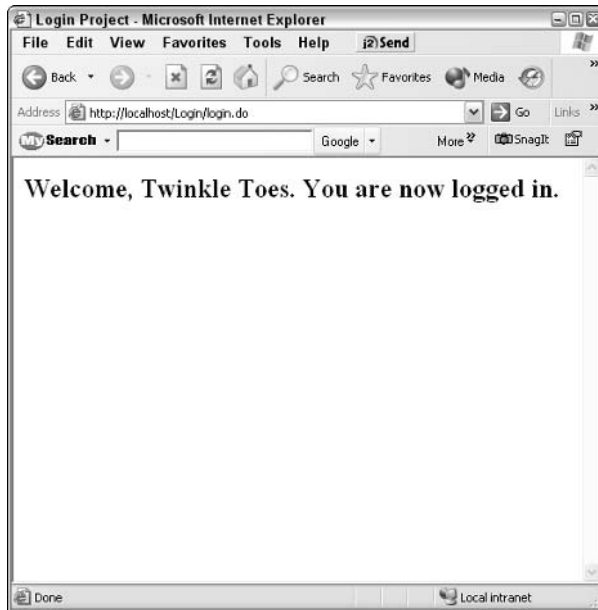 Login Project - Microsoft Internet Explorer
File Edit View Favorites Tools Help j2 Send
Back Search Favorites Media »
Address http://localhost/Login/login.do Go Links »
My Search Google More SnagIt
Welcome, Twinkle Toes. You are now logged in.
Done Local intranet